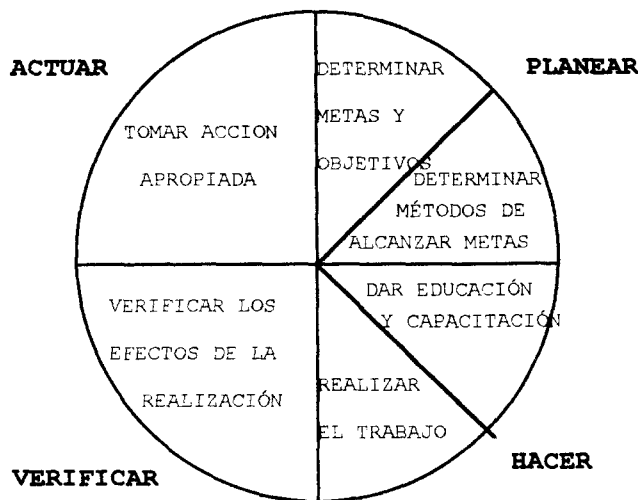 ACTUAR
PLANEAR
DETERMINAR
METAS Y
OBJETIVOS
TOMAR ACCION
APROPIADA
DETERMINAR
MÉTODOS DE
ALCANZAR METAS
DAR EDUCACIÓN
Y CAPACITACIÓN
VERIFICAR LOS
EFECTOS DE LA
REALIZACIÓN
REALIZAR
EL TRABAJO
VERIFICAR
HACER